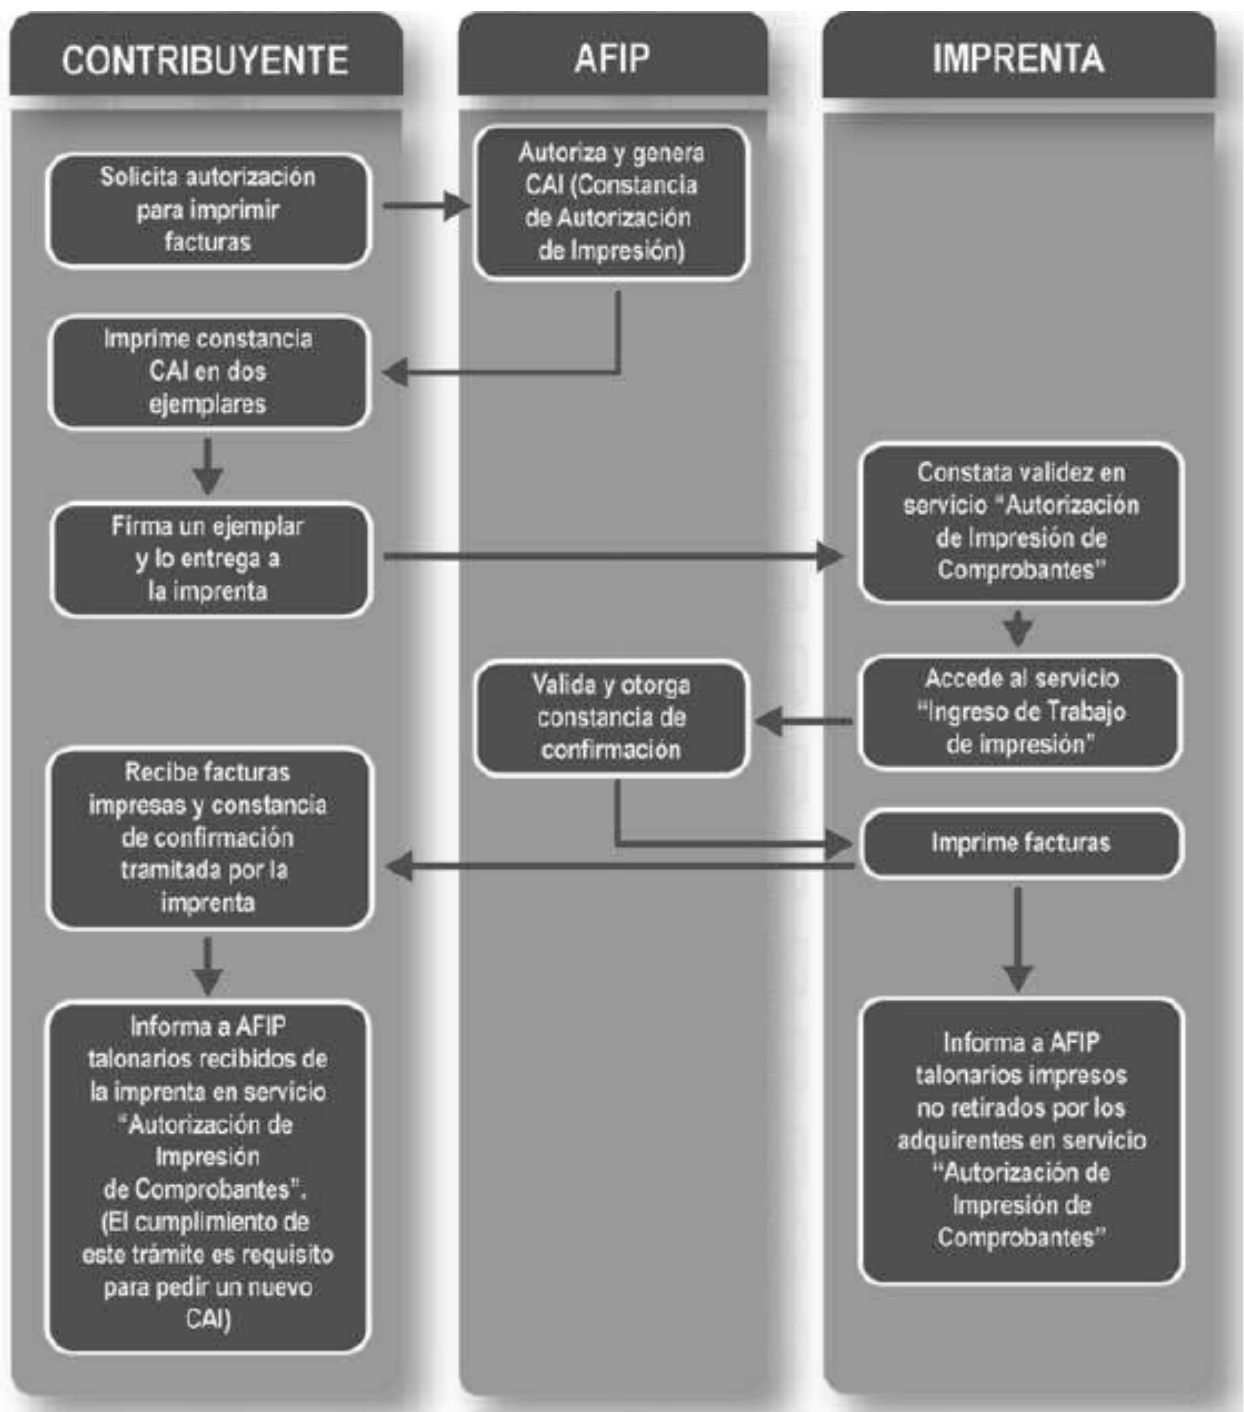 CONTRIBUYENTE
AFIP
IMPRENTA
Solicita autorización
para imprimir
facturas
Autoriza y genera
CAI (Constancia
de Autorización
de Impresión)
Imprime constancia
CAI en dos
ejemplares
Firma un ejemplar
y lo entrega a
la imprenta
Constata validez en
servicio “Autorización
de Impresión de
Comprobantes”
Accede al servicio
“Ingreso de Trabajo
de impresión”
Valida y otorga
constancia de
confirmación
Imprime facturas
Recibe facturas
impresas y constancia
de confirmación
tramitada por la
imprenta
Informa a AFIP
talonarios recibidos de
la imprenta en servicio
“Autorización de
Impresión
de Comprobantes”.
(El cumplimiento de
este trámite es requisito
para pedir un nuevo
CAI)
Informa a AFIP
talonarios impresos
no retirados por los
adquirentes en servicio
“Autorización de
Impresión de
Comprobantes”